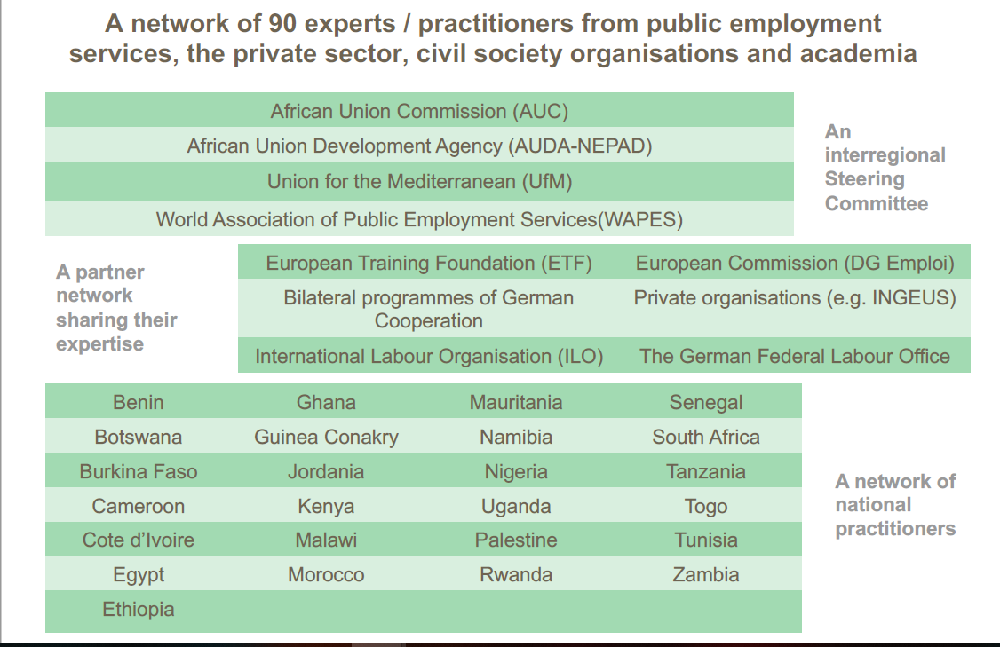 A network of 90 experts / practitioners from public employment
services, the private sector, civil society organisations and academia
African Union Commission (AUC)
African Union Development Agency (AUDA-NEPAD)
Union for the Mediterranean (UfM)
World Association of Public Employment Services(WAPES)
An
interregional
Steering
Committee
A partner
network
sharing their
expertise
European Training Foundation (ETF) European Commission (DG Emploi)
Bilateral programmes of German
Cooperation
Private organisations (e.g. INGEUS)
International Labour Organisation (ILO) The German Federal Labour Office
Benin Ghana Mauritania Senegal
Botswana Guinea Conakry Namibia South Africa
Burkina Faso Jordania Nigeria Tanzania
Cameroon Kenya Uganda Togo
Cote d’Ivoire Malawi Palestine Tunisia
Egypt Morocco Rwanda Zambia
Ethiopia
A network of
national
practitioners